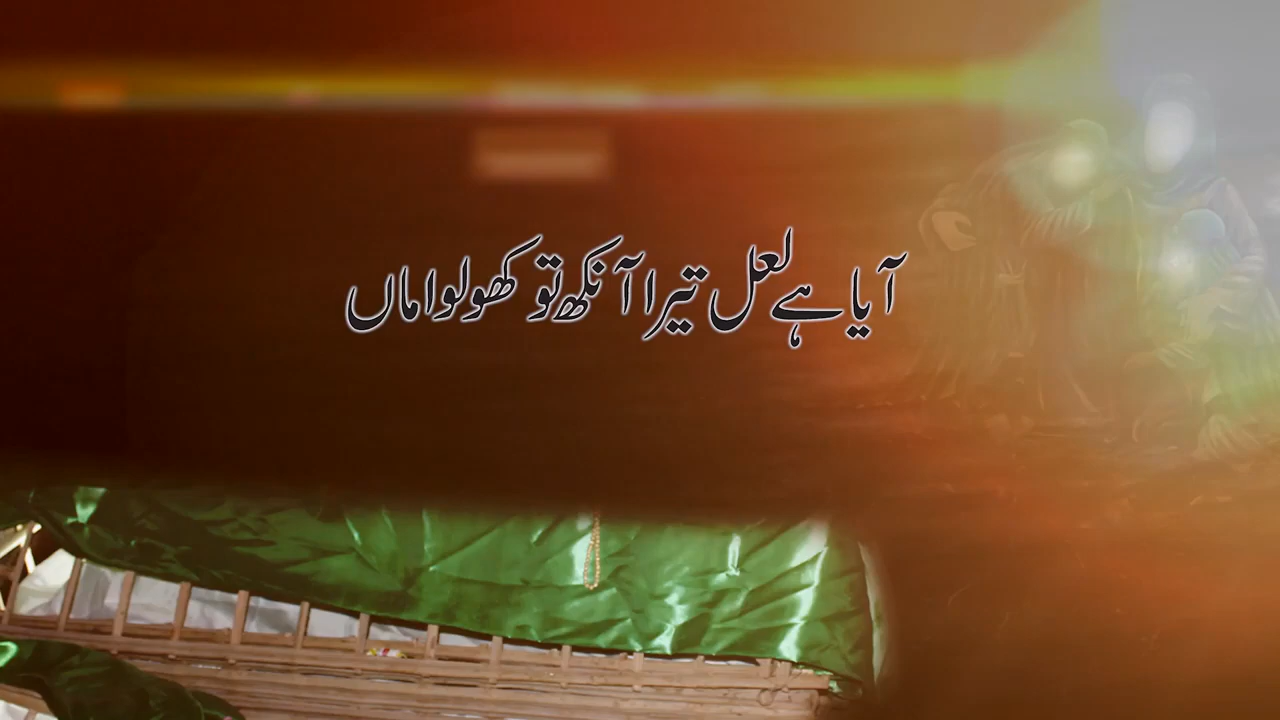 آیا ہے لعل تیرا آنکھ تو کھولو اماں